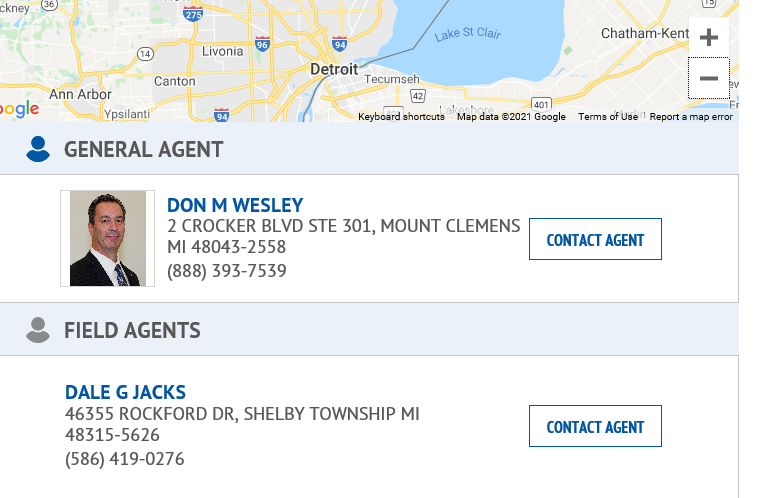 ckney
36
275
15
Lake St Clair
Chatham-Kent
Livonia
96
94
14
Detroit
Tecumseh
Canton
Ann Arbor
42
401
Lakeshore
Ypsilanti
94
ogle
Keyboard shortcuts Map data ©2021 Google Terms of Use Report a map error
GENERAL AGENT
DON M WESLEY
2 CROCKER BLVD STE 301, MOUNT CLEMENS
MI 48043-2558
(888) 393-7539
CONTACT AGENT
FIELD AGENTS
DALE G JACKS
46355 ROCKFORD DR, SHELBY TOWNSHIP MI
48315-5626
(586) 419-0276
CONTACT AGENT